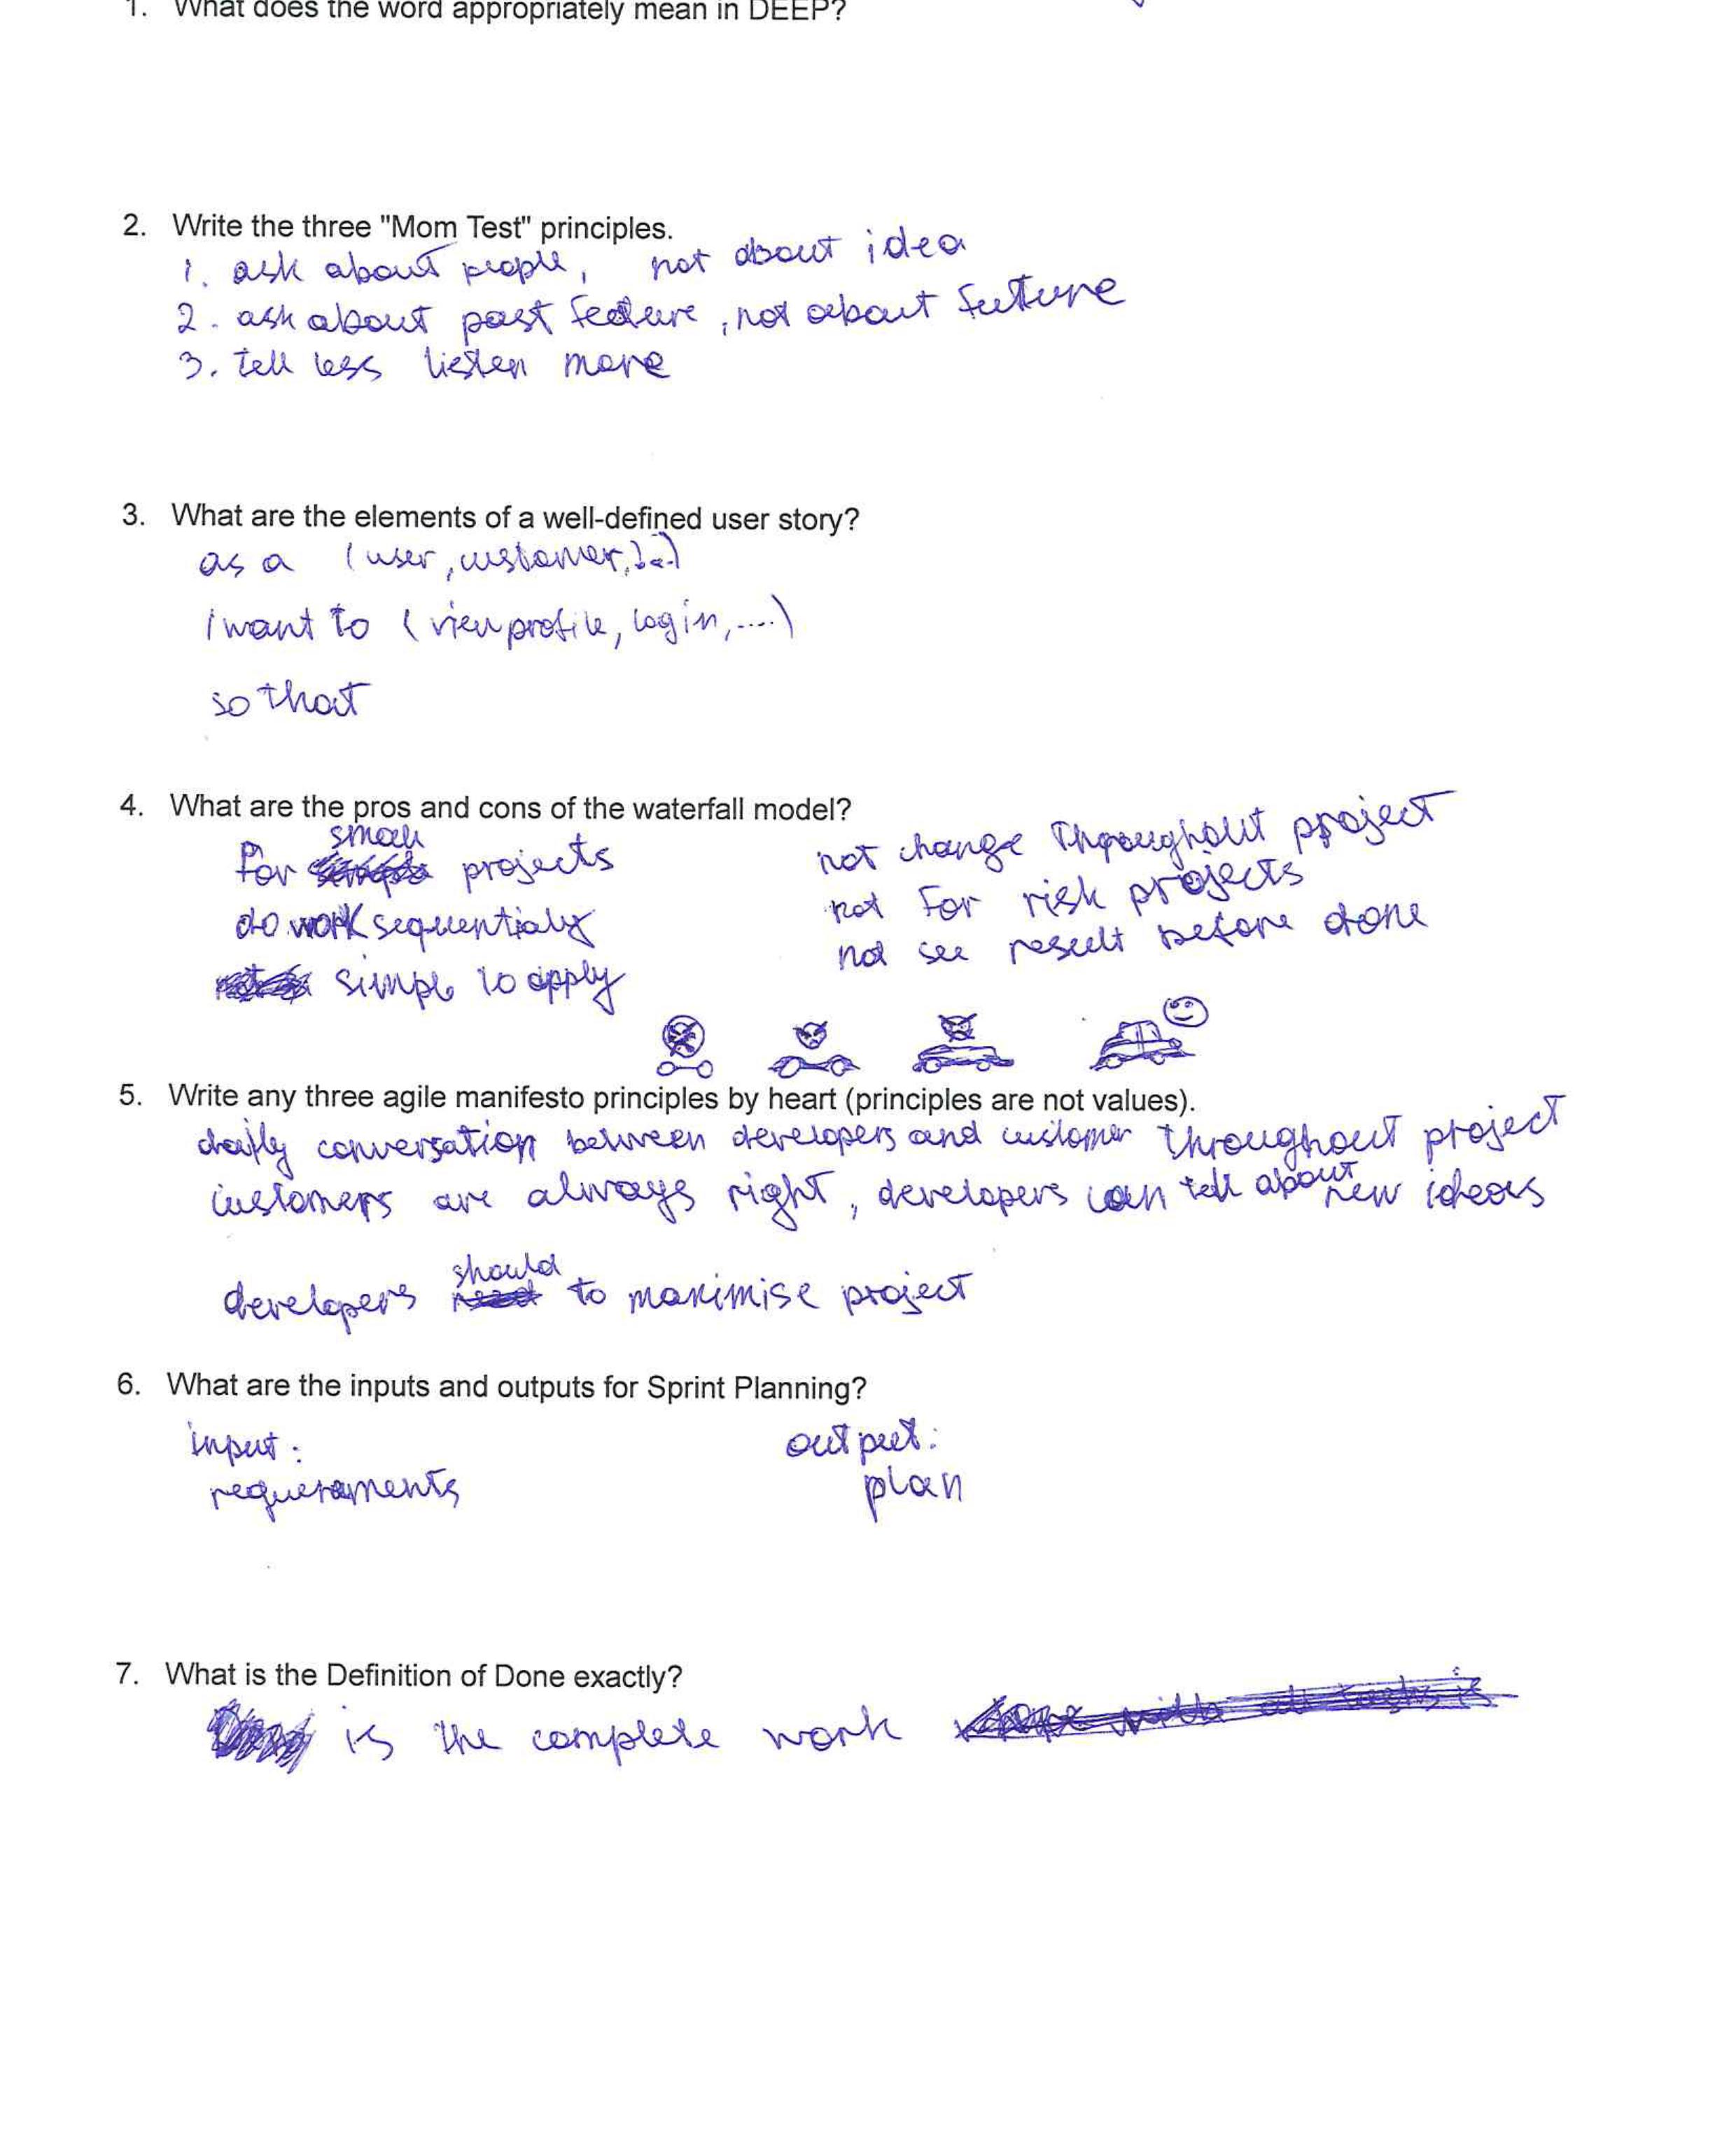 1. What does the word appropriately mean in DEEP?
2. Write the three "Mom Test" principles.
1. ask about people, not about idea
2. ask about past , not about future
3. tell less listen more
3. What are the elements of a well-defined user story?
as a (user, customer, ...)
I want to (view profile, login, ....)
so that
4. What are the pros and cons of the waterfall model?
for small projects
do work sequentialy
simple to apply
not change throughout project
not for risk projects
not see result before done
5. Write any three agile manifesto principles by heart (principles are not values).
daily conversation between developers and customer throughout project
customers are always right, developers can tell about new ideas
developers should to maximise project
6. What are the inputs and outputs for Sprint Planning?
input:
requeraments
output:
plan
7. What is the Definition of Done exactly?
is the complete work